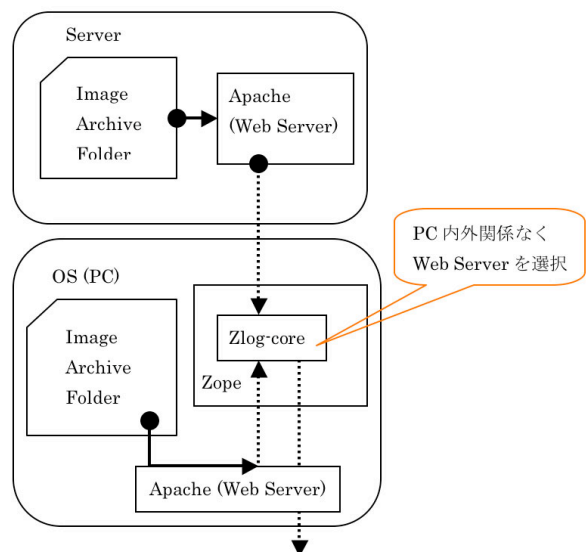 Server
Image
Archive
Folder
Apache
(Web Server)
PC 内外関係なく
Web Server を選択
OS (PC)
Image
Archive
Folder
Zlog-core
Zope
Apache (Web Server)